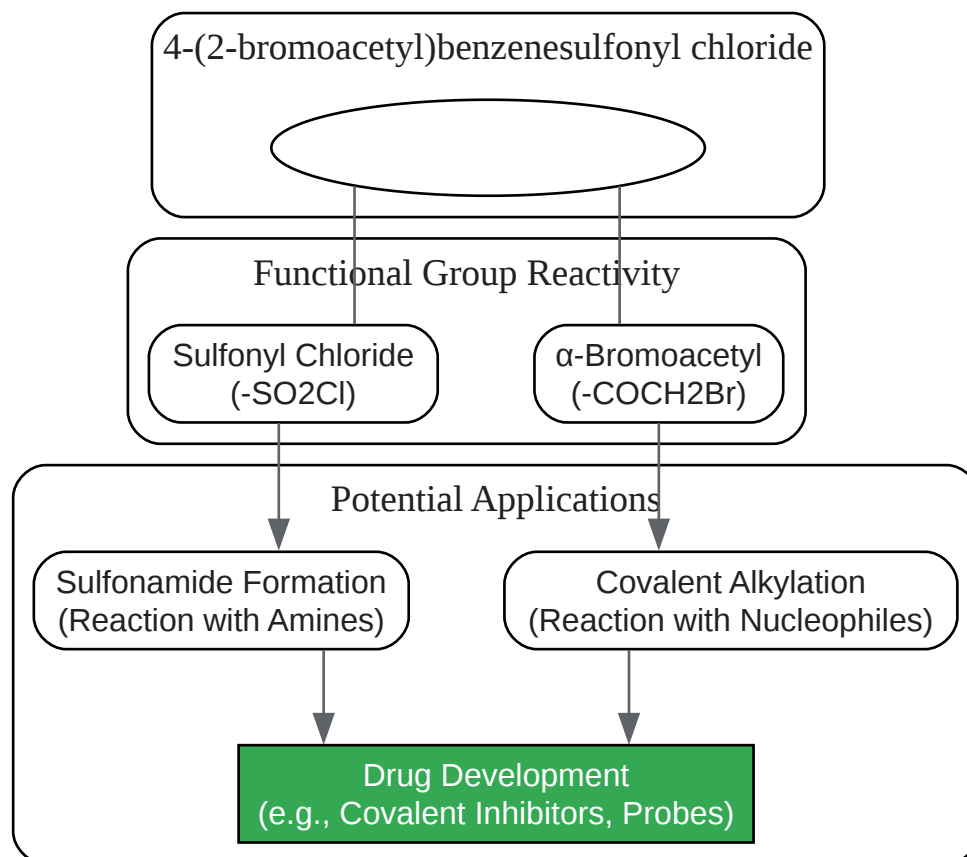 4-(2-bromoacetyl)benzenesulfonyl chloride
Functional Group Reactivity
Sulfonyl Chloride
(-SO2Cl)
α-Bromoacetyl
(-COCH2Br)
Potential Applications
Sulfonamide Formation
(Reaction with Amines)
Covalent Alkylation
(Reaction with Nucleophiles)
Drug Development
(e.g., Covalent Inhibitors, Probes)